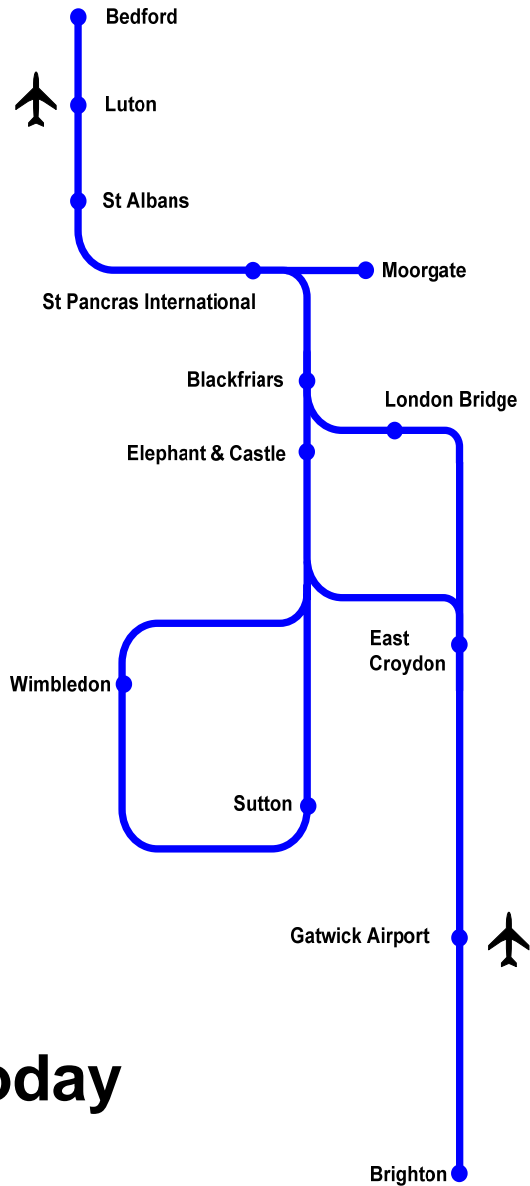 Bedford
Luton
St Albans
Moorgate
St Pancras International
Blackfriars
London Bridge
Elephant & Castle
East
Croydon
Wimbledon
Sutton
Gatwick Airport
oday
Brighton